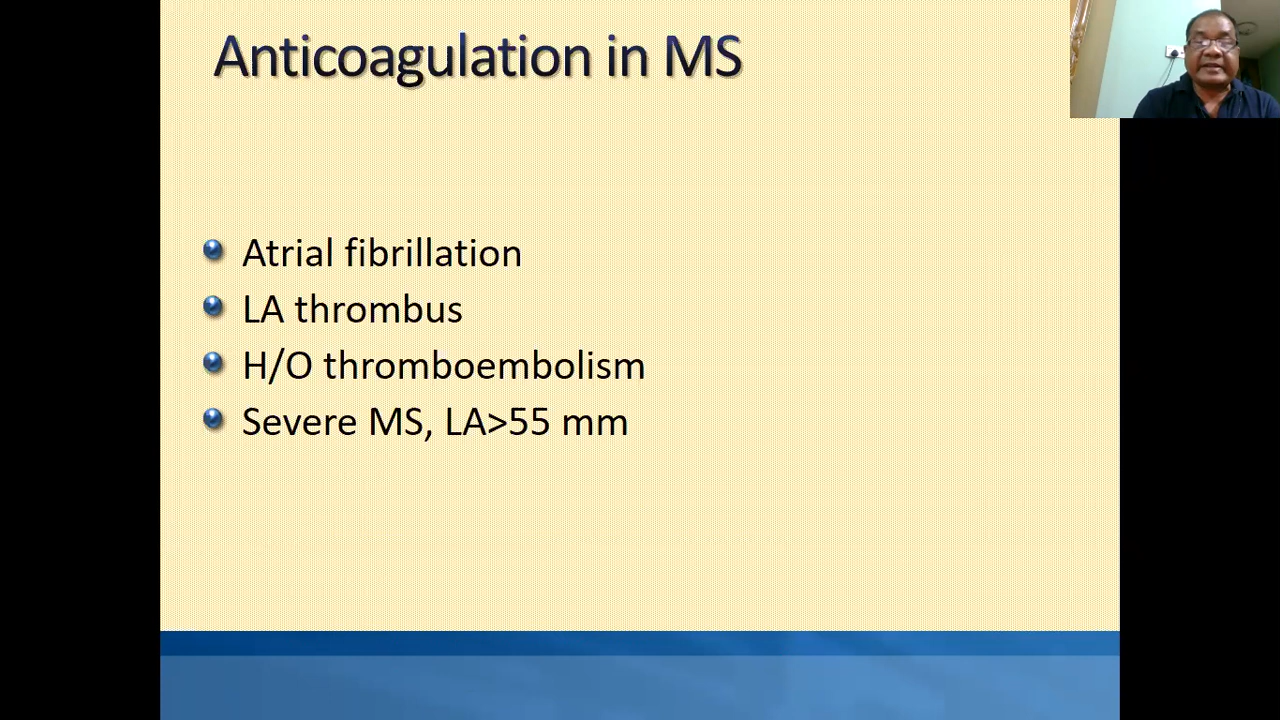 Anticoagulation in MS
Atrial fibrillation
LA thrombus
H/O thromboembolism
Severe MS, LA>55 mm